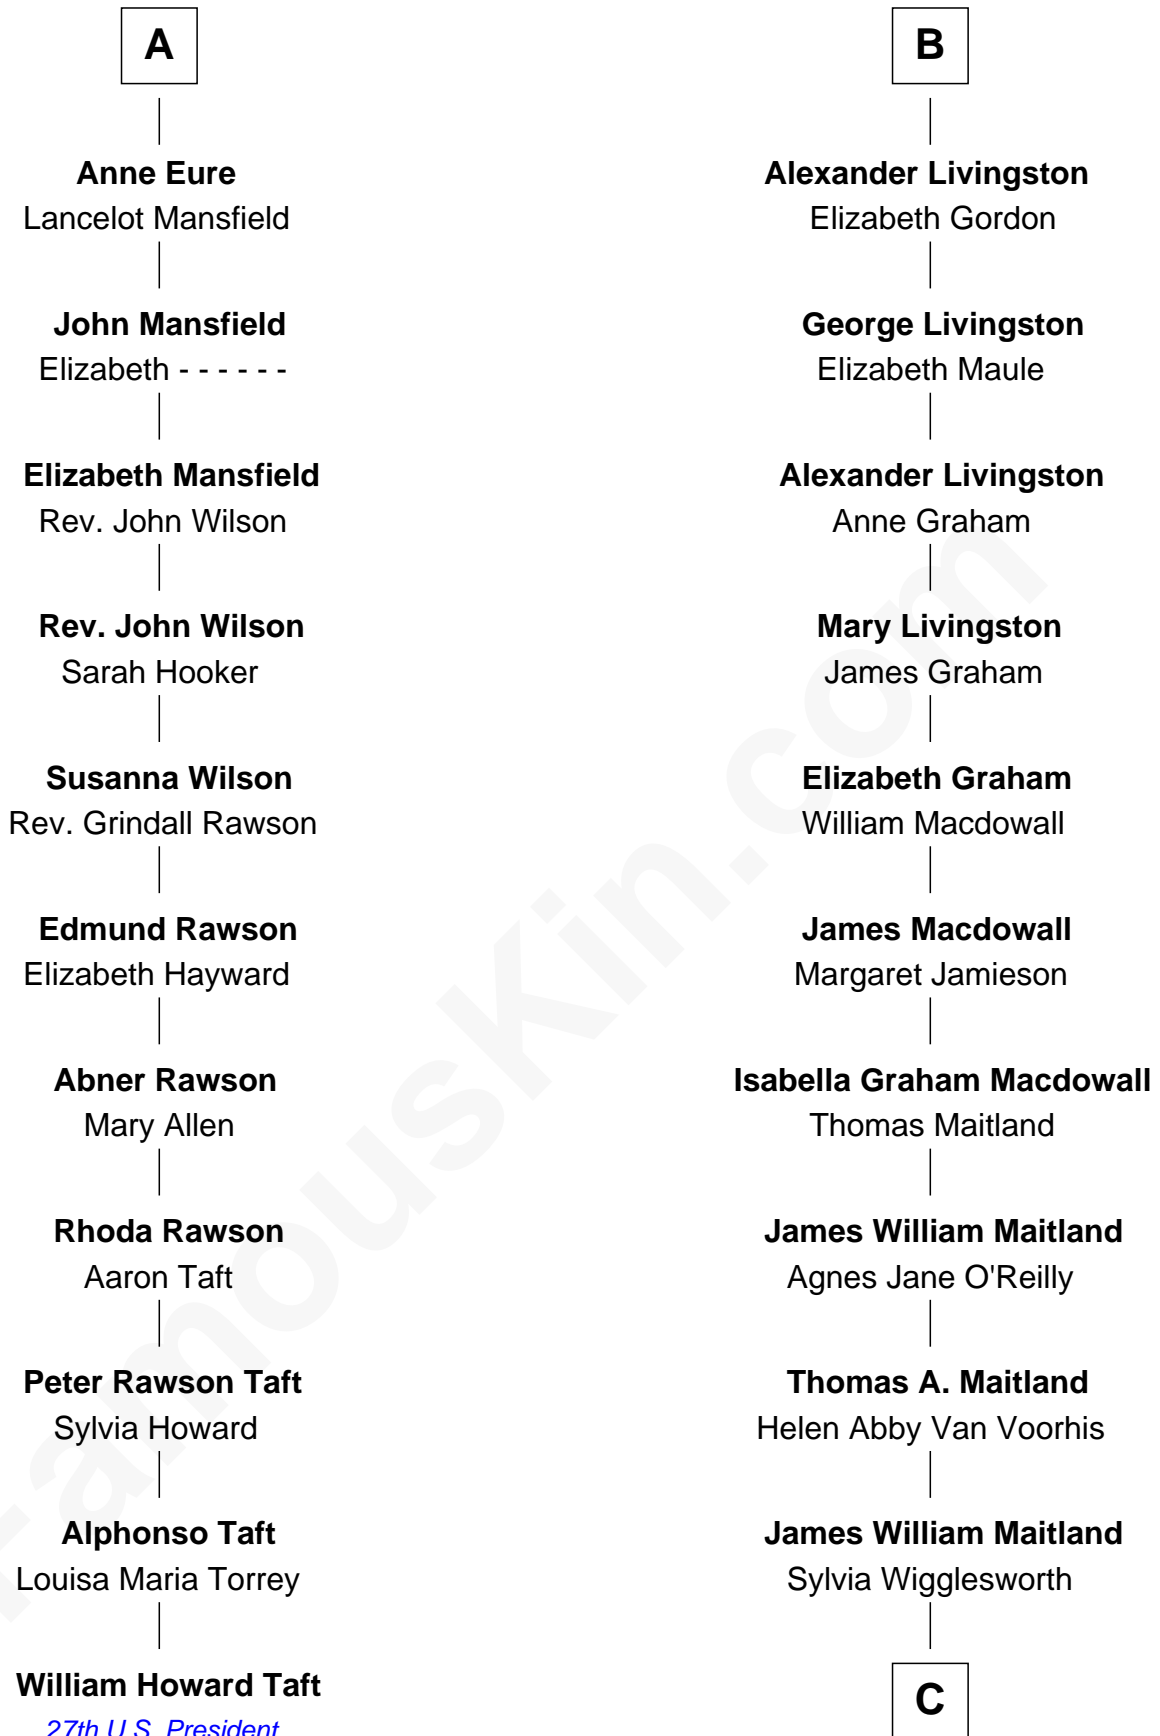 A
Anne Eure
Lancelot Mansfield
John Mansfield
Elizabeth - - - - - -
Elizabeth Mansfield
Rev. John Wilson
Rev. John Wilson
Sarah Hooker
Susanna Wilson
Rev. Grindall Rawson
Edmund Rawson
Elizabeth Hayward
Abner Rawson
Mary Allen
Rhoda Rawson
Aaron Taft
Peter Rawson Taft
Sylvia Howard
Alphonso Taft
Louisa Maria Torrey
William Howard Taft
27th U.S. President
B
Alexander Livingston
Elizabeth Gordon
George Livingston
Elizabeth Maule
Alexander Livingston
Anne Graham
Mary Livingston
James Graham
Elizabeth Graham
William Macdowall
James Macdowall
Margaret Jamieson
Isabella Graham Macdowall
Thomas Maitland
James William Maitland
Agnes Jane O'Reilly
Thomas A. Maitland
Helen Abby Van Voorhis
James William Maitland
Sylvia Wigglesworth
C
FamousKin.com